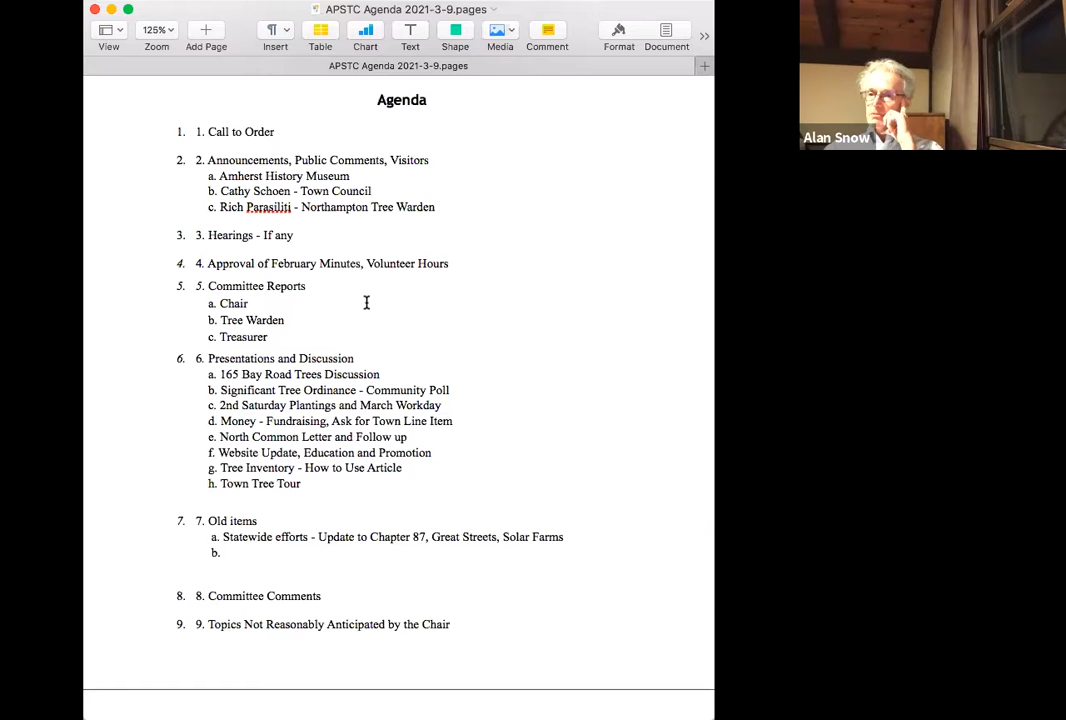 APSTC Agenda 2021-3-9.pages
125%
View Zoom Add Page Insert Table Chart Text Shape Media Comment Format Document
APSTC Agenda 2021-3-9.pages
Agenda
1. 1. Call to Order
2. 2. Announcements, Public Comments, Visitors
a. Amherst History Museum
b. Cathy Schoen - Town Council
c. Rich Parasiliti - Northampton Tree Warden
3. 3. Hearings - If any
4. 4. Approval of February Minutes, Volunteer Hours
5. 5. Committee Reports
a. Chair
b. Tree Warden
c. Treasurer
6. 6. Presentations and Discussion
a. 165 Bay Road Trees Discussion
b. Significant Tree Ordinance - Community Poll
c. 2nd Saturday Plantings and March Workday
d. Money - Fundraising, Ask for Town Line Item
e. North Common Letter and Follow up
f. Website Update, Education and Promotion
g. Tree Inventory - How to Use Article
h. Town Tree Tour
7. 7. Old items
a. Statewide efforts - Update to Chapter 87, Great Streets, Solar Farms
b.
8. 8. Committee Comments
9. 9. Topics Not Reasonably Anticipated by the Chair
Alan Snow